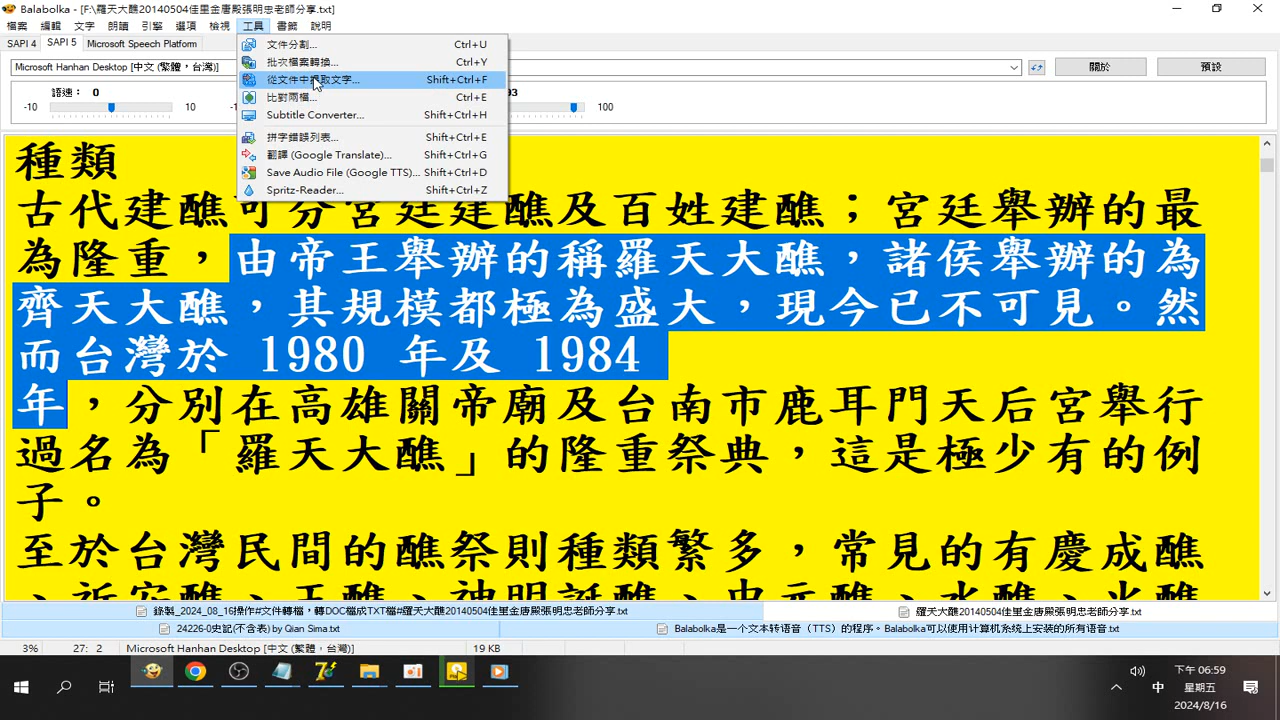 Balabolka - [F:\羅天大醮20140504佳里金唐殿張明忠老師分享.txt]
檔案 編輯 文字 朗讀 引擎 選項 檢視 工具 書籤 說明
SAPI 4 SAPI 5 Microsoft Speech Platform
Microsoft Hanhan Desktop [中文 (繁體，台灣)]
關於 預設
語速： 0
-10 10 -1 93 100
文件分割... Ctrl+U
批次檔案轉換... Ctrl+Y
從文件中提取文字... Shift+Ctrl+F
比對兩檔... Ctrl+E
Subtitle Converter... Shift+Ctrl+H
拼字錯誤列表... Shift+Ctrl+E
翻譯 (Google Translate)... Shift+Ctrl+G
Save Audio File (Google TTS)... Shift+Ctrl+D
Spritz-Reader... Shift+Ctrl+Z
種類
古代建醮可分宮廷建醮及百姓建醮；宮廷舉辦的最
為隆重，由帝王舉辦的稱羅天大醮，諸侯舉辦的為
齊天大醮，其規模都極為盛大，現今已不可見。然
而台灣於 1980 年及 1984
年，分別在高雄關帝廟及台南市鹿耳門天后宮舉行
過名為「羅天大醮」的隆重祭典，這是極少有的例
子。
至於台灣民間的醮祭則種類繁多，常見的有慶成醮
、祈安醮、王醮、神明誕醮、中元醮、水醮、火醮
錄製_2024_08_16操作#文件轉檔，轉DOC檔成TXT檔#羅天大醮20140504佳里金唐殿張明忠老師分享.txt
羅天大醮20140504佳里金唐殿張明忠老師分享.txt
24226-0史記(不含表) by Qian Sima.txt
Balabolka是一个文本转语音（TTS）的程序。Balabolka可以使用计算机系统上安装的所有语音.txt
3% 27: 2 Microsoft Hanhan Desktop [中文 (繁體，台灣)] 19 KB
下午 06:59
中 星期五
2024/8/16